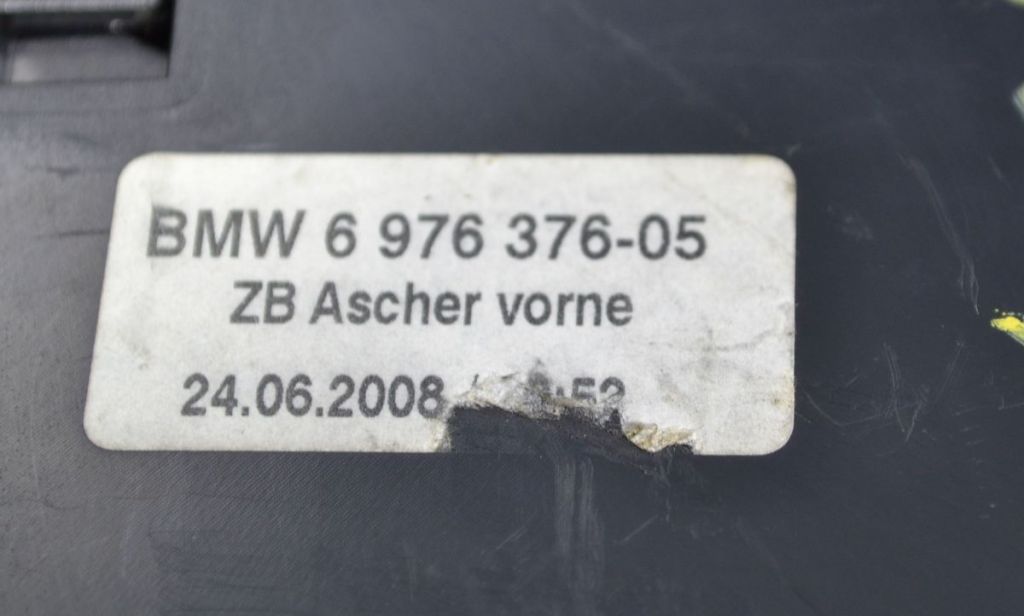 BMW 6 976 376-05
ZB Ascher vorne
24.06.2008